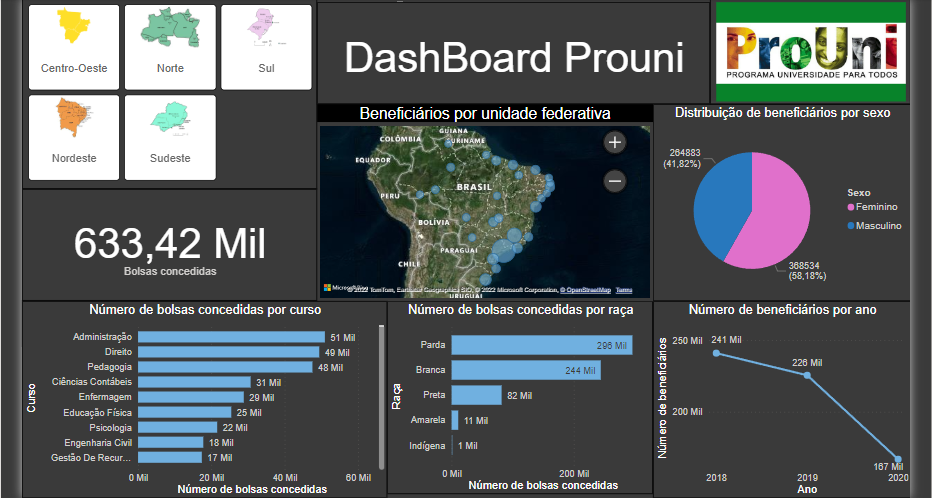 Centro-Oeste
Norte
Sul
Nordeste
Sudeste
DashBoard Prouni
ProUni
PROGRAMA UNIVERSIDADE PARA TODOS
633,42 Mil
Bolsas concedidas
Beneficiários por unidade federativa
GUIANA
COLÔMBIA
SURINAME
EQUADOR
BRASIL
PERU
BOLÍVIA
PARAGUAI
CHILE
URUGUAI
Microsoft Bing
© 2022 TomTom, Earthstar Geographics SIO, © 2022 Microsoft Corporation, © OpenStreetMap Terms
Distribuição de beneficiários por sexo
264883
(41,82%)
368534
(58,18%)
Sexo
Feminino
Masculino
Número de bolsas concedidas por curso
Curso
Administração 51 Mil
Direito 49 Mil
Pedagogia 48 Mil
Ciências Contábeis 31 Mil
Enfermagem 29 Mil
Educação Física 25 Mil
Psicologia 22 Mil
Engenharia Civil 18 Mil
Gestão De Recur... 17 Mil
0 Mil 20 Mil 40 Mil 60 Mil
Número de bolsas concedidas
Número de bolsas concedidas por raça
Raça
Parda 296 Mil
Branca 244 Mil
Preta 82 Mil
Amarela 11 Mil
Indígena 1 Mil
0 Mil 200 Mil
Número de bolsas concedidas
Número de beneficiários por ano
Número de beneficiários
250 Mil
200 Mil
241 Mil
226 Mil
167 Mil
2018 2019 2020
Ano